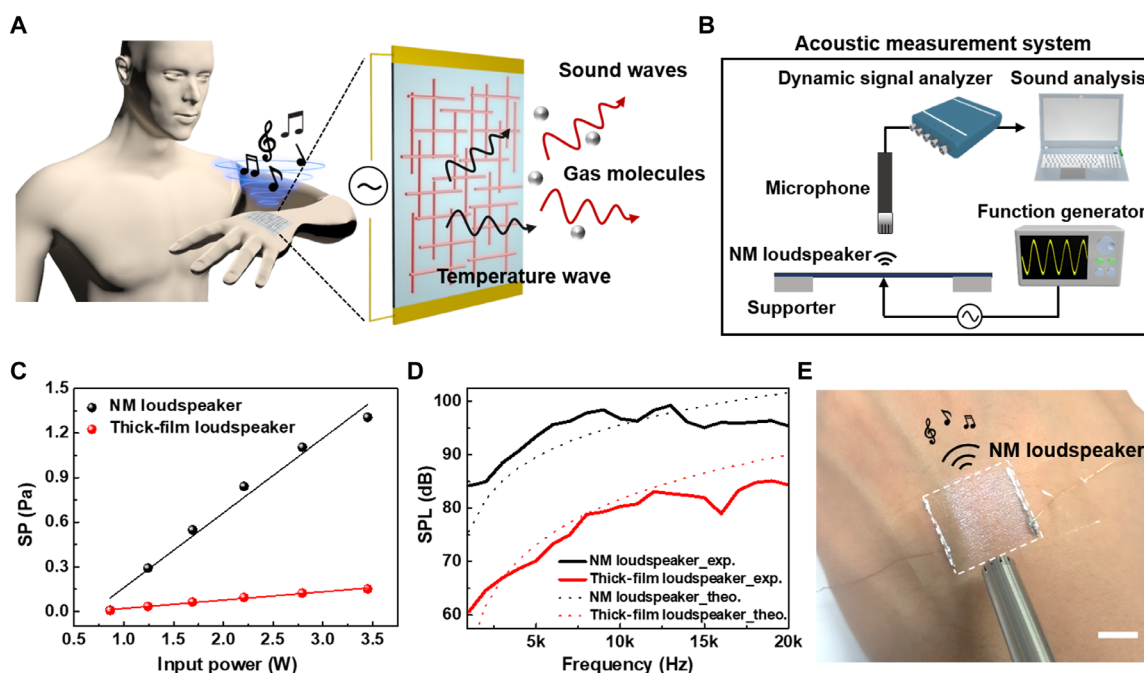 A
Sound waves
Gas molecules
Temperature wave
B
Acoustic measurement system
Dynamic signal analyzer
Sound analysis
Microphone
Function generator
NM loudspeaker
Supporter
C
SP (Pa)
1.5
1.2
0.9
0.6
0.3
0.0
NM loudspeaker
Thick-film loudspeaker
0.5 1.0 1.5 2.0 2.5 3.0 3.5
Input power (W)
D
SPL (dB)
100
90
80
70
60
NM loudspeaker_exp.
Thick-film loudspeaker_exp.
NM loudspeaker_theo.
Thick-film loudspeaker_theo.
5k 10k 15k 20k
Frequency (Hz)
E
NM loudspeaker